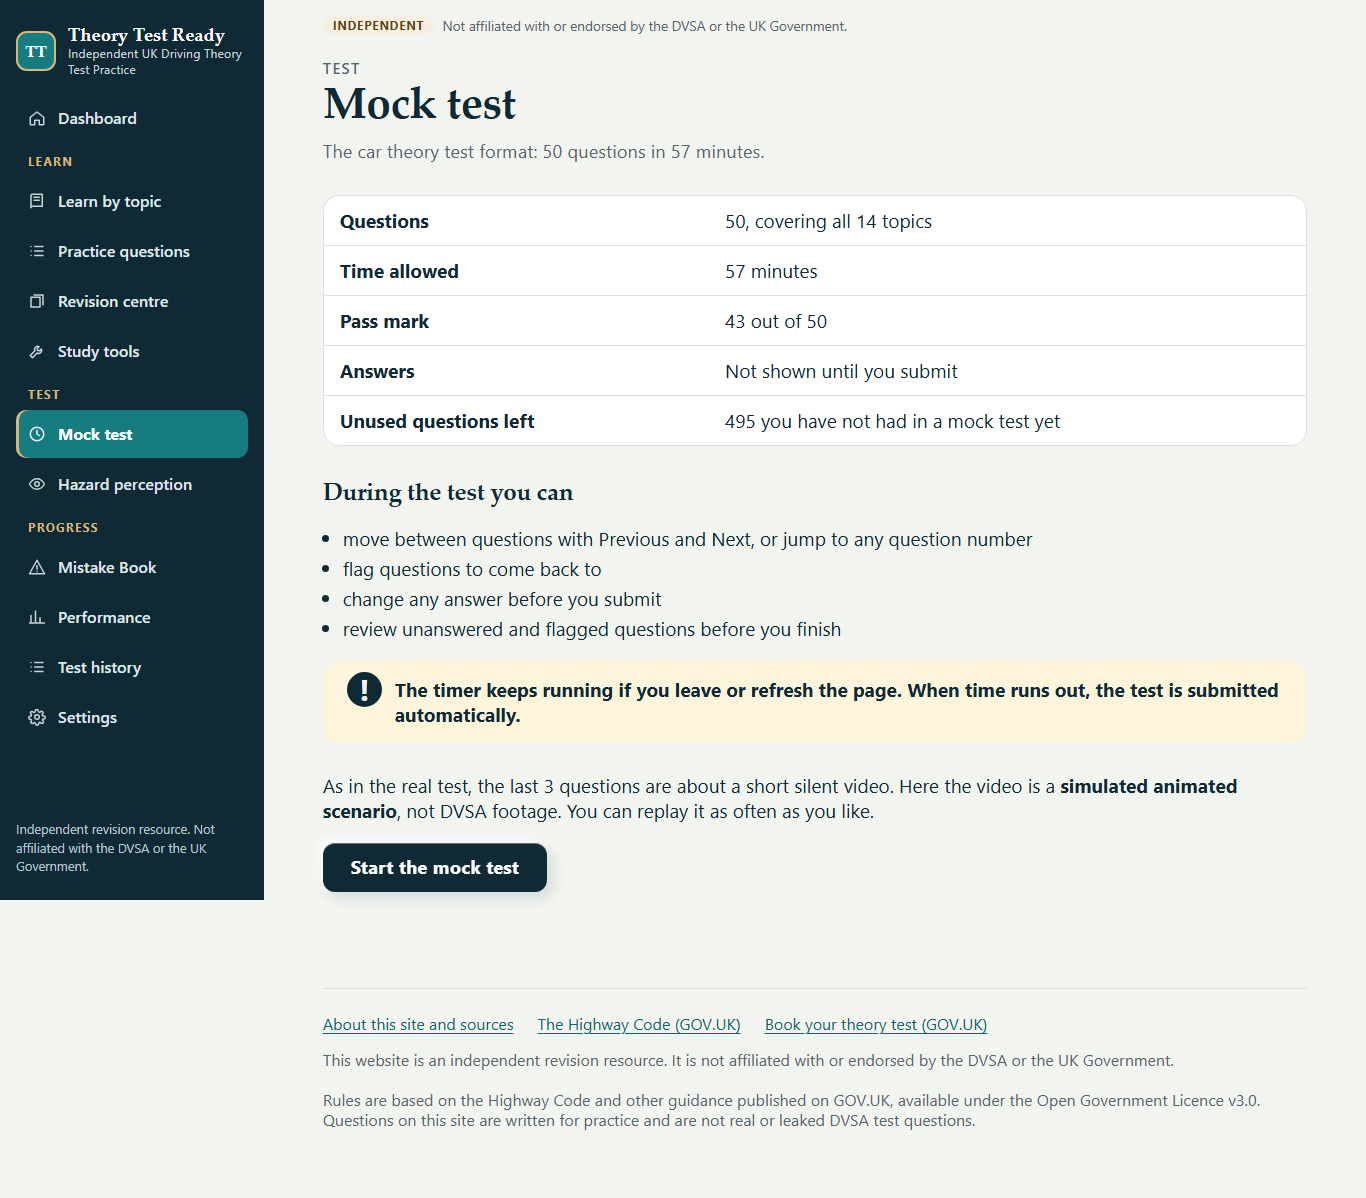 TT
Theory Test Ready
Independent UK Driving Theory
Test Practice
Dashboard
LEARN
Learn by topic
Practice questions
Revision centre
Study tools
TEST
Mock test
Hazard perception
PROGRESS
Mistake Book
Performance
Test history
Settings
Independent revision resource. Not
affiliated with the DVSA or the UK
Government.
INDEPENDENT Not affiliated with or endorsed by the DVSA or the UK Government.
TEST
Mock test
The car theory test format: 50 questions in 57 minutes.
Questions 50, covering all 14 topics
Time allowed 57 minutes
Pass mark 43 out of 50
Answers Not shown until you submit
Unused questions left 495 you have not had in a mock test yet
During the test you can
move between questions with Previous and Next, or jump to any question number
flag questions to come back to
change any answer before you submit
review unanswered and flagged questions before you finish
! The timer keeps running if you leave or refresh the page. When time runs out, the test is submitted
automatically.
As in the real test, the last 3 questions are about a short silent video. Here the video is a simulated animated
scenario, not DVSA footage. You can replay it as often as you like.
Start the mock test
About this site and sources The Highway Code (GOV.UK) Book your theory test (GOV.UK)
This website is an independent revision resource. It is not affiliated with or endorsed by the DVSA or the UK Government.
Rules are based on the Highway Code and other guidance published on GOV.UK, available under the Open Government Licence v3.0.
Questions on this site are written for practice and are not real or leaked DVSA test questions.